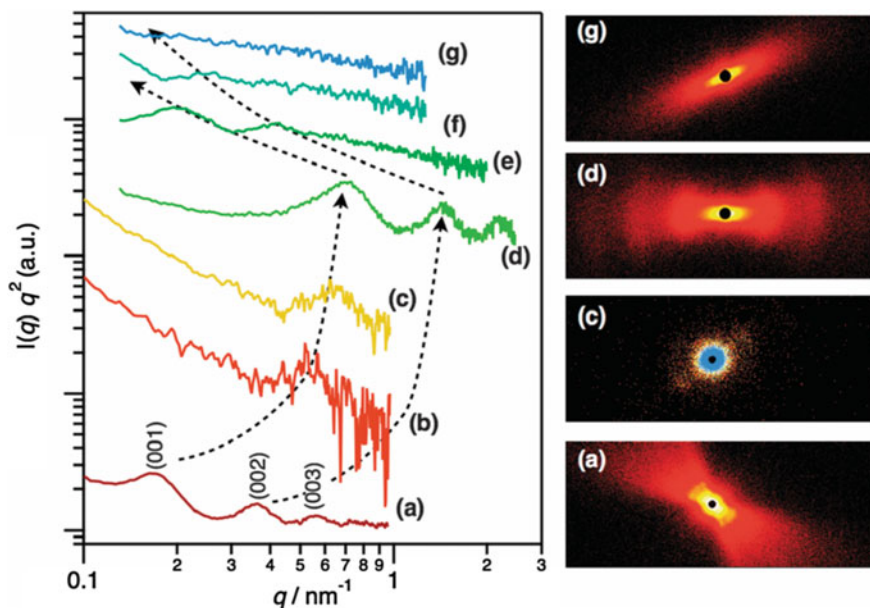 I(q) q² (a.u.)
(g)
(f)
(e)
(d)
(c)
(b)
(a)
(001)
(002)
(003)
0.1 2 3 4 5 6 7 8 9 1 2 3
q / nm⁻¹
(g)
(d)
(c)
(a)